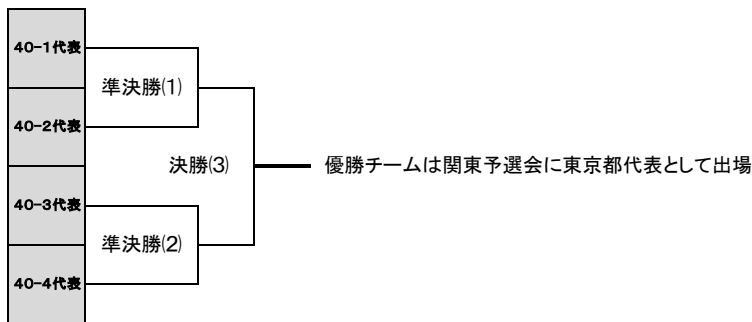 40-1代表
準決勝⑴
40-2代表
決勝⑶
優勝チームは関東予選会に東京都代表として出場
40-3代表
準決勝⑵
40-4代表